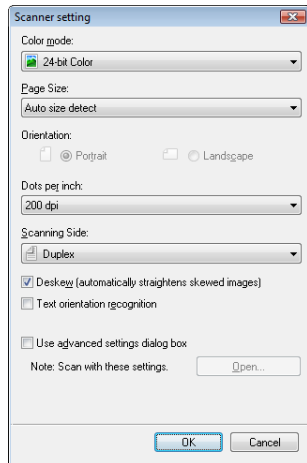 Scanner setting
Color mode:
24-bit Color
Page Size:
Auto size detect
Orientation:
Portrait
Landscape
Dots per inch:
200 dpi
Scanning Side:
Duplex
Deskew (automatically straightens skewed images)
Text orientation recognition
Use advanced settings dialog box
Note: Scan with these settings.
Open...
OK
Cancel